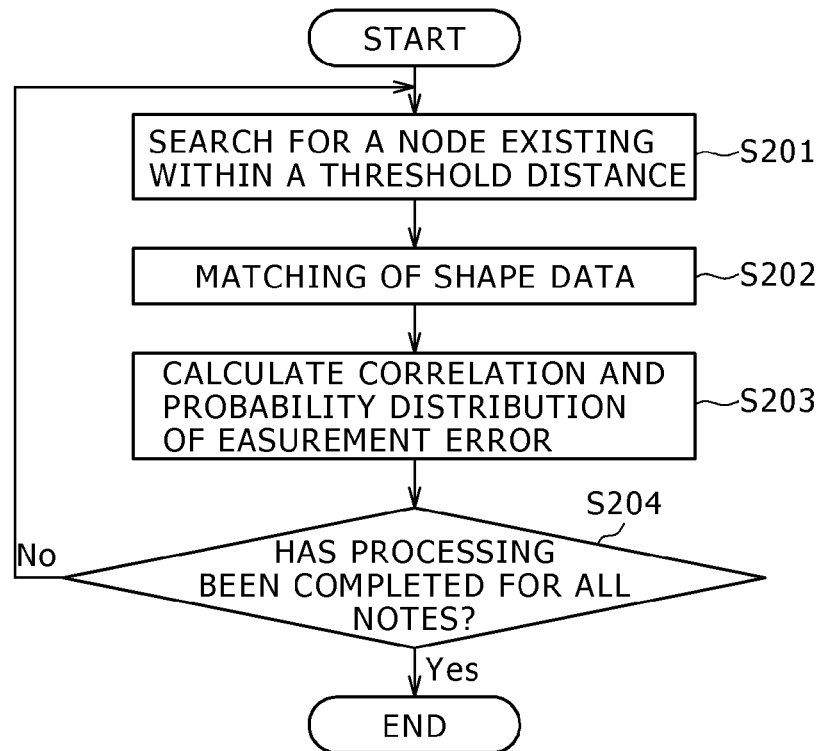 START
SEARCH FOR A NODE EXISTING
WITHIN A THRESHOLD DISTANCE
S201
MATCHING OF SHAPE DATA
S202
CALCULATE CORRELATION AND
PROBABILITY DISTRIBUTION
OF EASUREMENT ERROR
S203
S204
HAS PROCESSING
BEEN COMPLETED FOR ALL
NOTES?
No
Yes
END